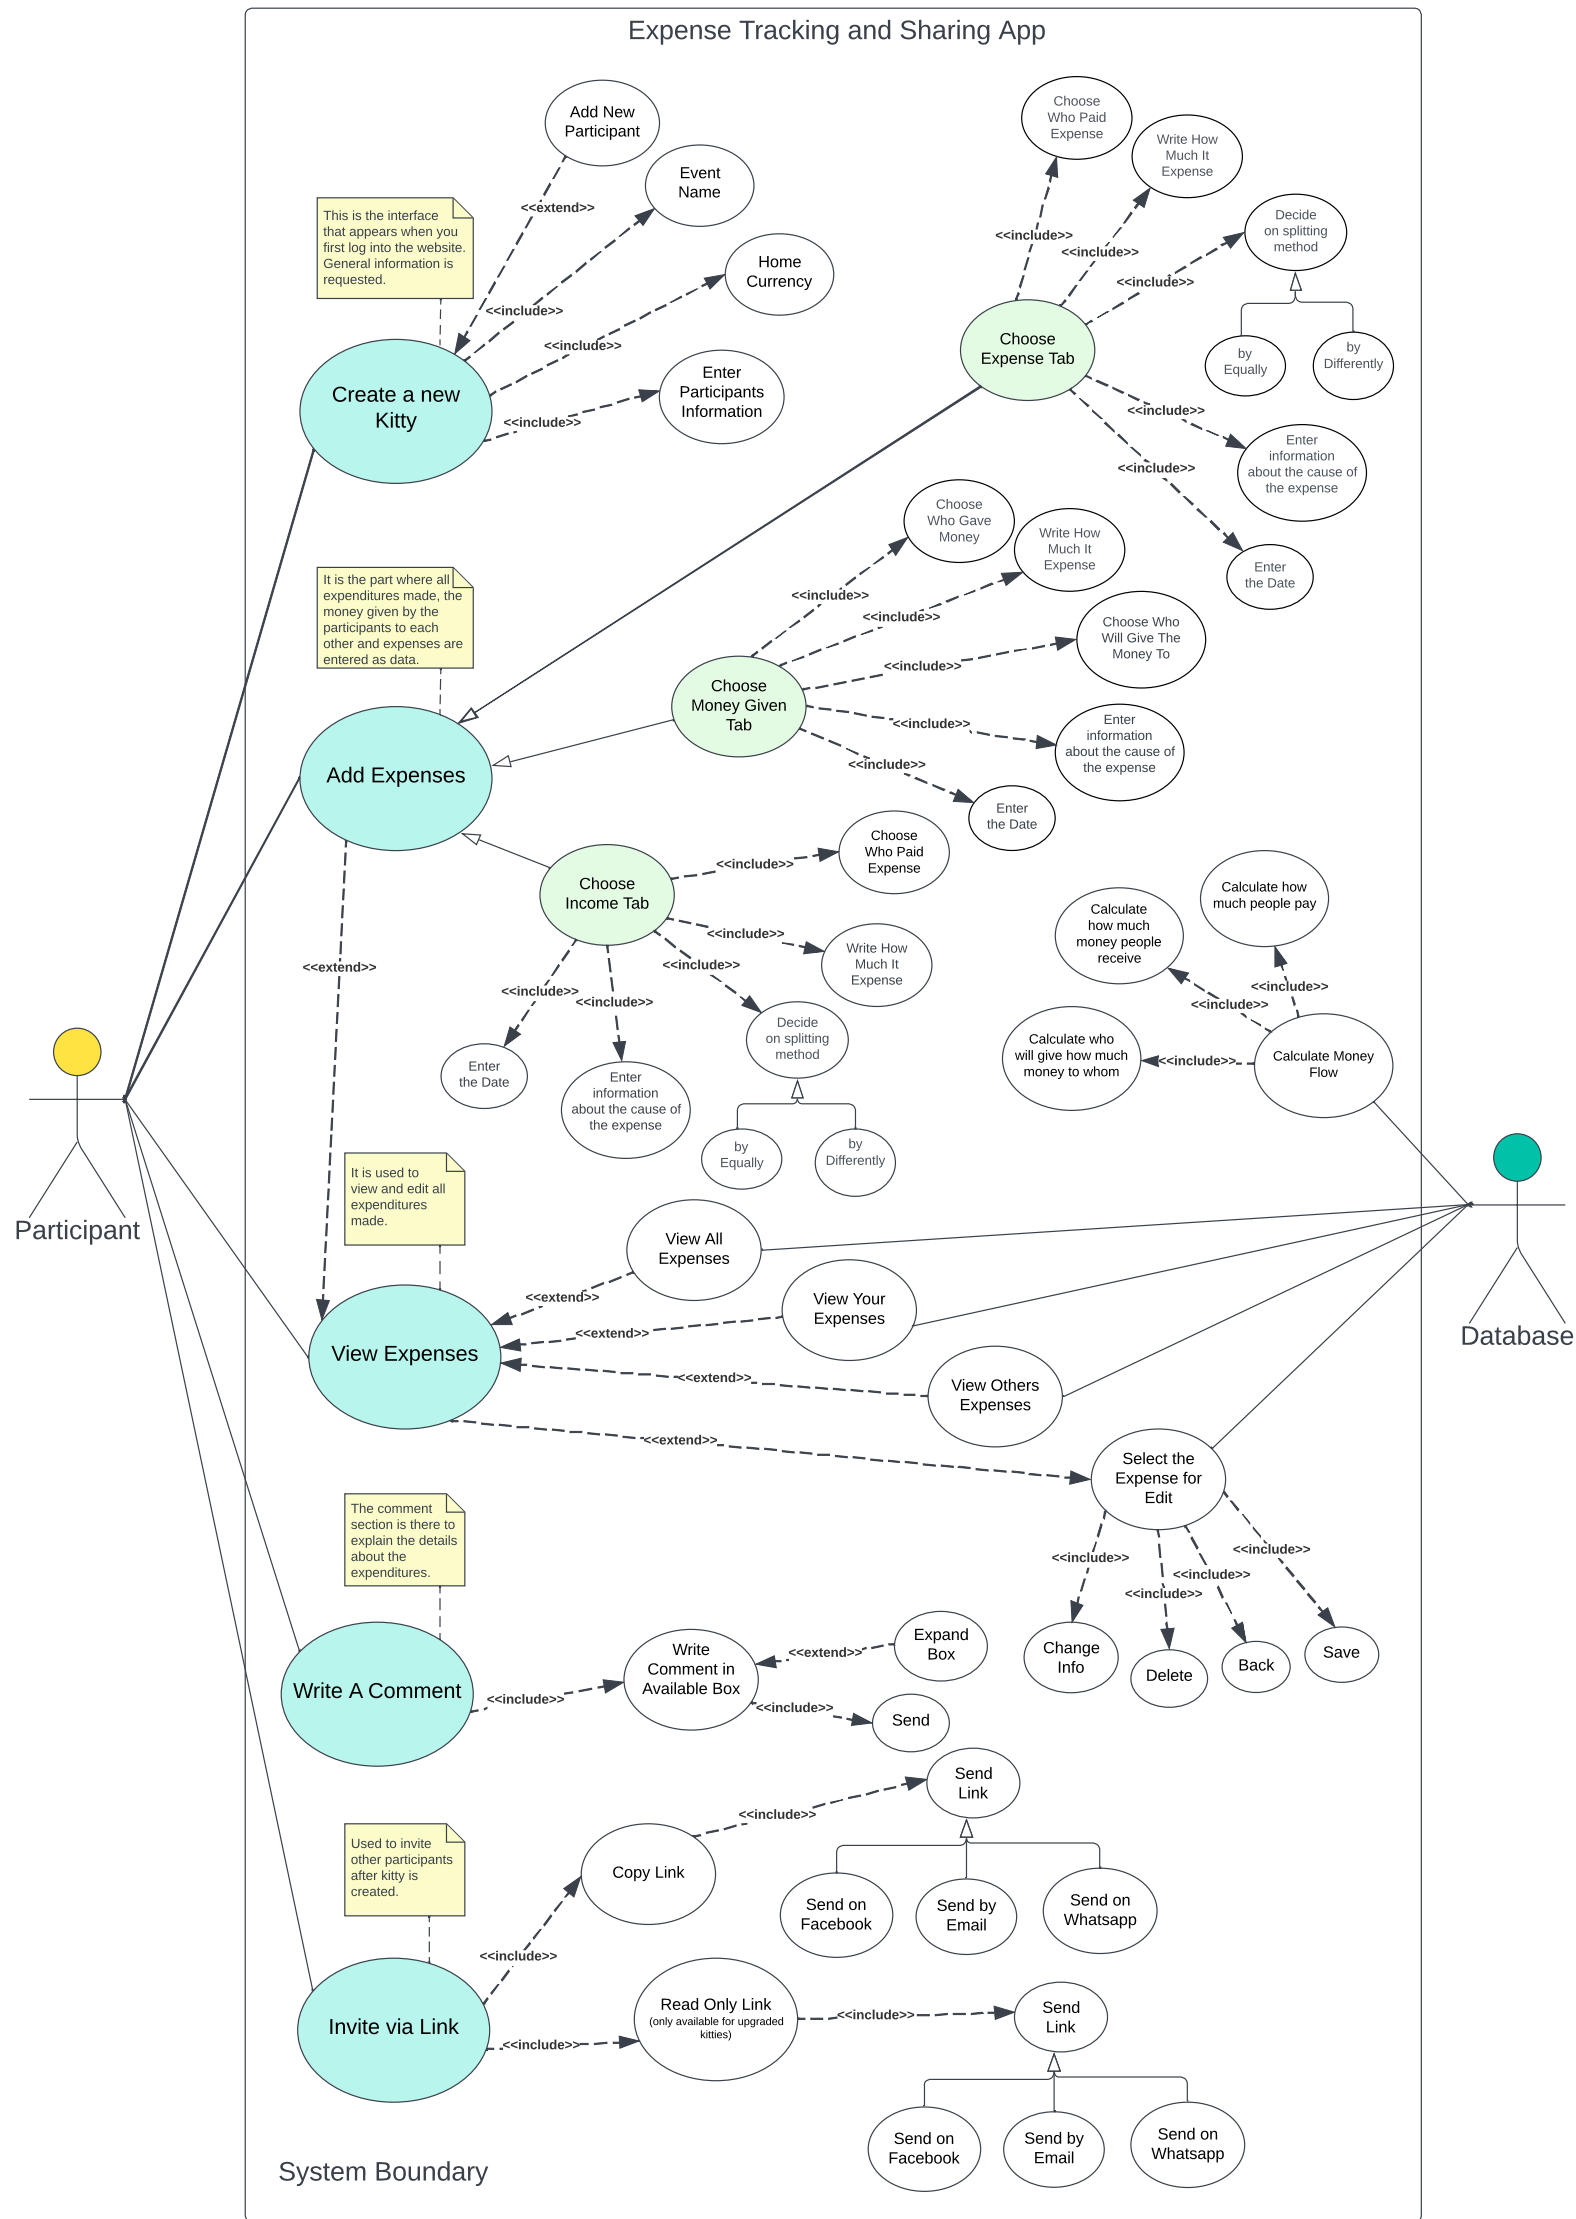 Expense Tracking and Sharing App
Add New
Participant
<<extend>>
Event
Name
<<include>>
Home
Currency
<<include>>
Enter
Participants
Information
<<include>>
This is the interface
that appears when you
first log into the website.
General information is
requested.
Create a new
Kitty
Choose
Who Paid
Expense
<<include>>
Write How
Much It
Expense
<<include>>
Decide
on splitting
method
<<include>>
by
Equally
by
Differently
Choose
Expense Tab
<<include>>
Enter
information
about the cause of
the expense
<<include>>
Enter
the Date
It is the part where all
expenditures made, the
money given by the
participants to each
other and expenses are
entered as data.
Add Expenses
Choose
Who Gave
Money
<<include>>
Write How
Much It
Expense
<<include>>
Choose Who
Will Give The
Money To
<<include>>
Choose
Money Given
Tab
<<include>>
Enter
information
about the cause of
the expense
<<include>>
Enter
the Date
Choose
Income Tab
<<include>>
Choose
Who Paid
Expense
<<include>>
Write How
Much It
Expense
<<include>>
Decide
on splitting
method
by
Equally
by
Differently
<<include>>
Enter
the Date
<<include>>
Enter
information
about the cause of
the expense
<<extend>>
Calculate how
much people pay
Calculate
how much
money people
receive
<<include>>
<<include>>
Calculate who
will give how much
money to whom
<<include>>
Calculate Money
Flow
Participant
Database
It is used to
view and edit all
expenditures
made.
View Expenses
View All
Expenses
<<extend>>
View Your
Expenses
<<extend>>
View Others
Expenses
<<extend>>
<<extend>>
Select the
Expense for
Edit
<<include>>
<<include>>
<<include>>
<<include>>
Change
Info
Delete
Back
Save
The comment
section is there to
explain the details
about the
expenditures.
Write A Comment
<<include>>
Write
Comment in
Available Box
<<extend>>
Expand
Box
<<include>>
Send
Used to invite
other participants
after kitty is
created.
Invite via Link
<<include>>
Copy Link
<<include>>
Send
Link
Send on
Facebook
Send by
Email
Send on
Whatsapp
<<include>>
Read Only Link
(only available for upgraded
kitties)
<<include>>
Send
Link
Send on
Facebook
Send by
Email
Send on
Whatsapp
System Boundary